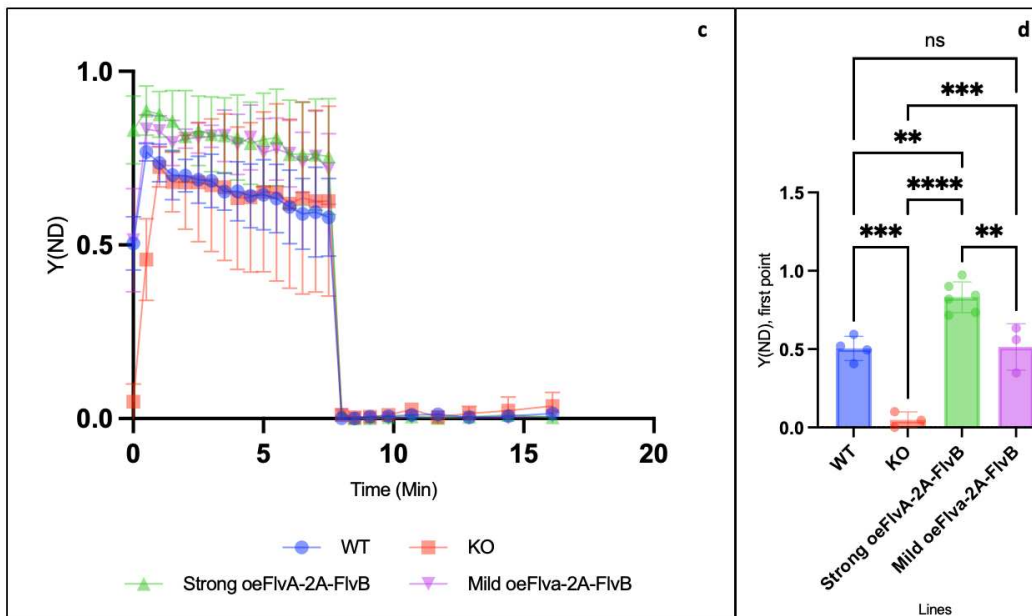 c
1.0
0.5
0.0
Y(ND)
0 5 10 15 20
Time (Min)
WT KO
Strong oeFlvA-2A-FlvB Mild oeFlva-2A-FlvB
d
ns
***
**
****
*** **
1.5
1.0
0.5
0.0
Y(ND), first point
WT
KO
Strong oeFlvA-2A-FlvB
Mild oeFlva-2A-FlvB
Lines